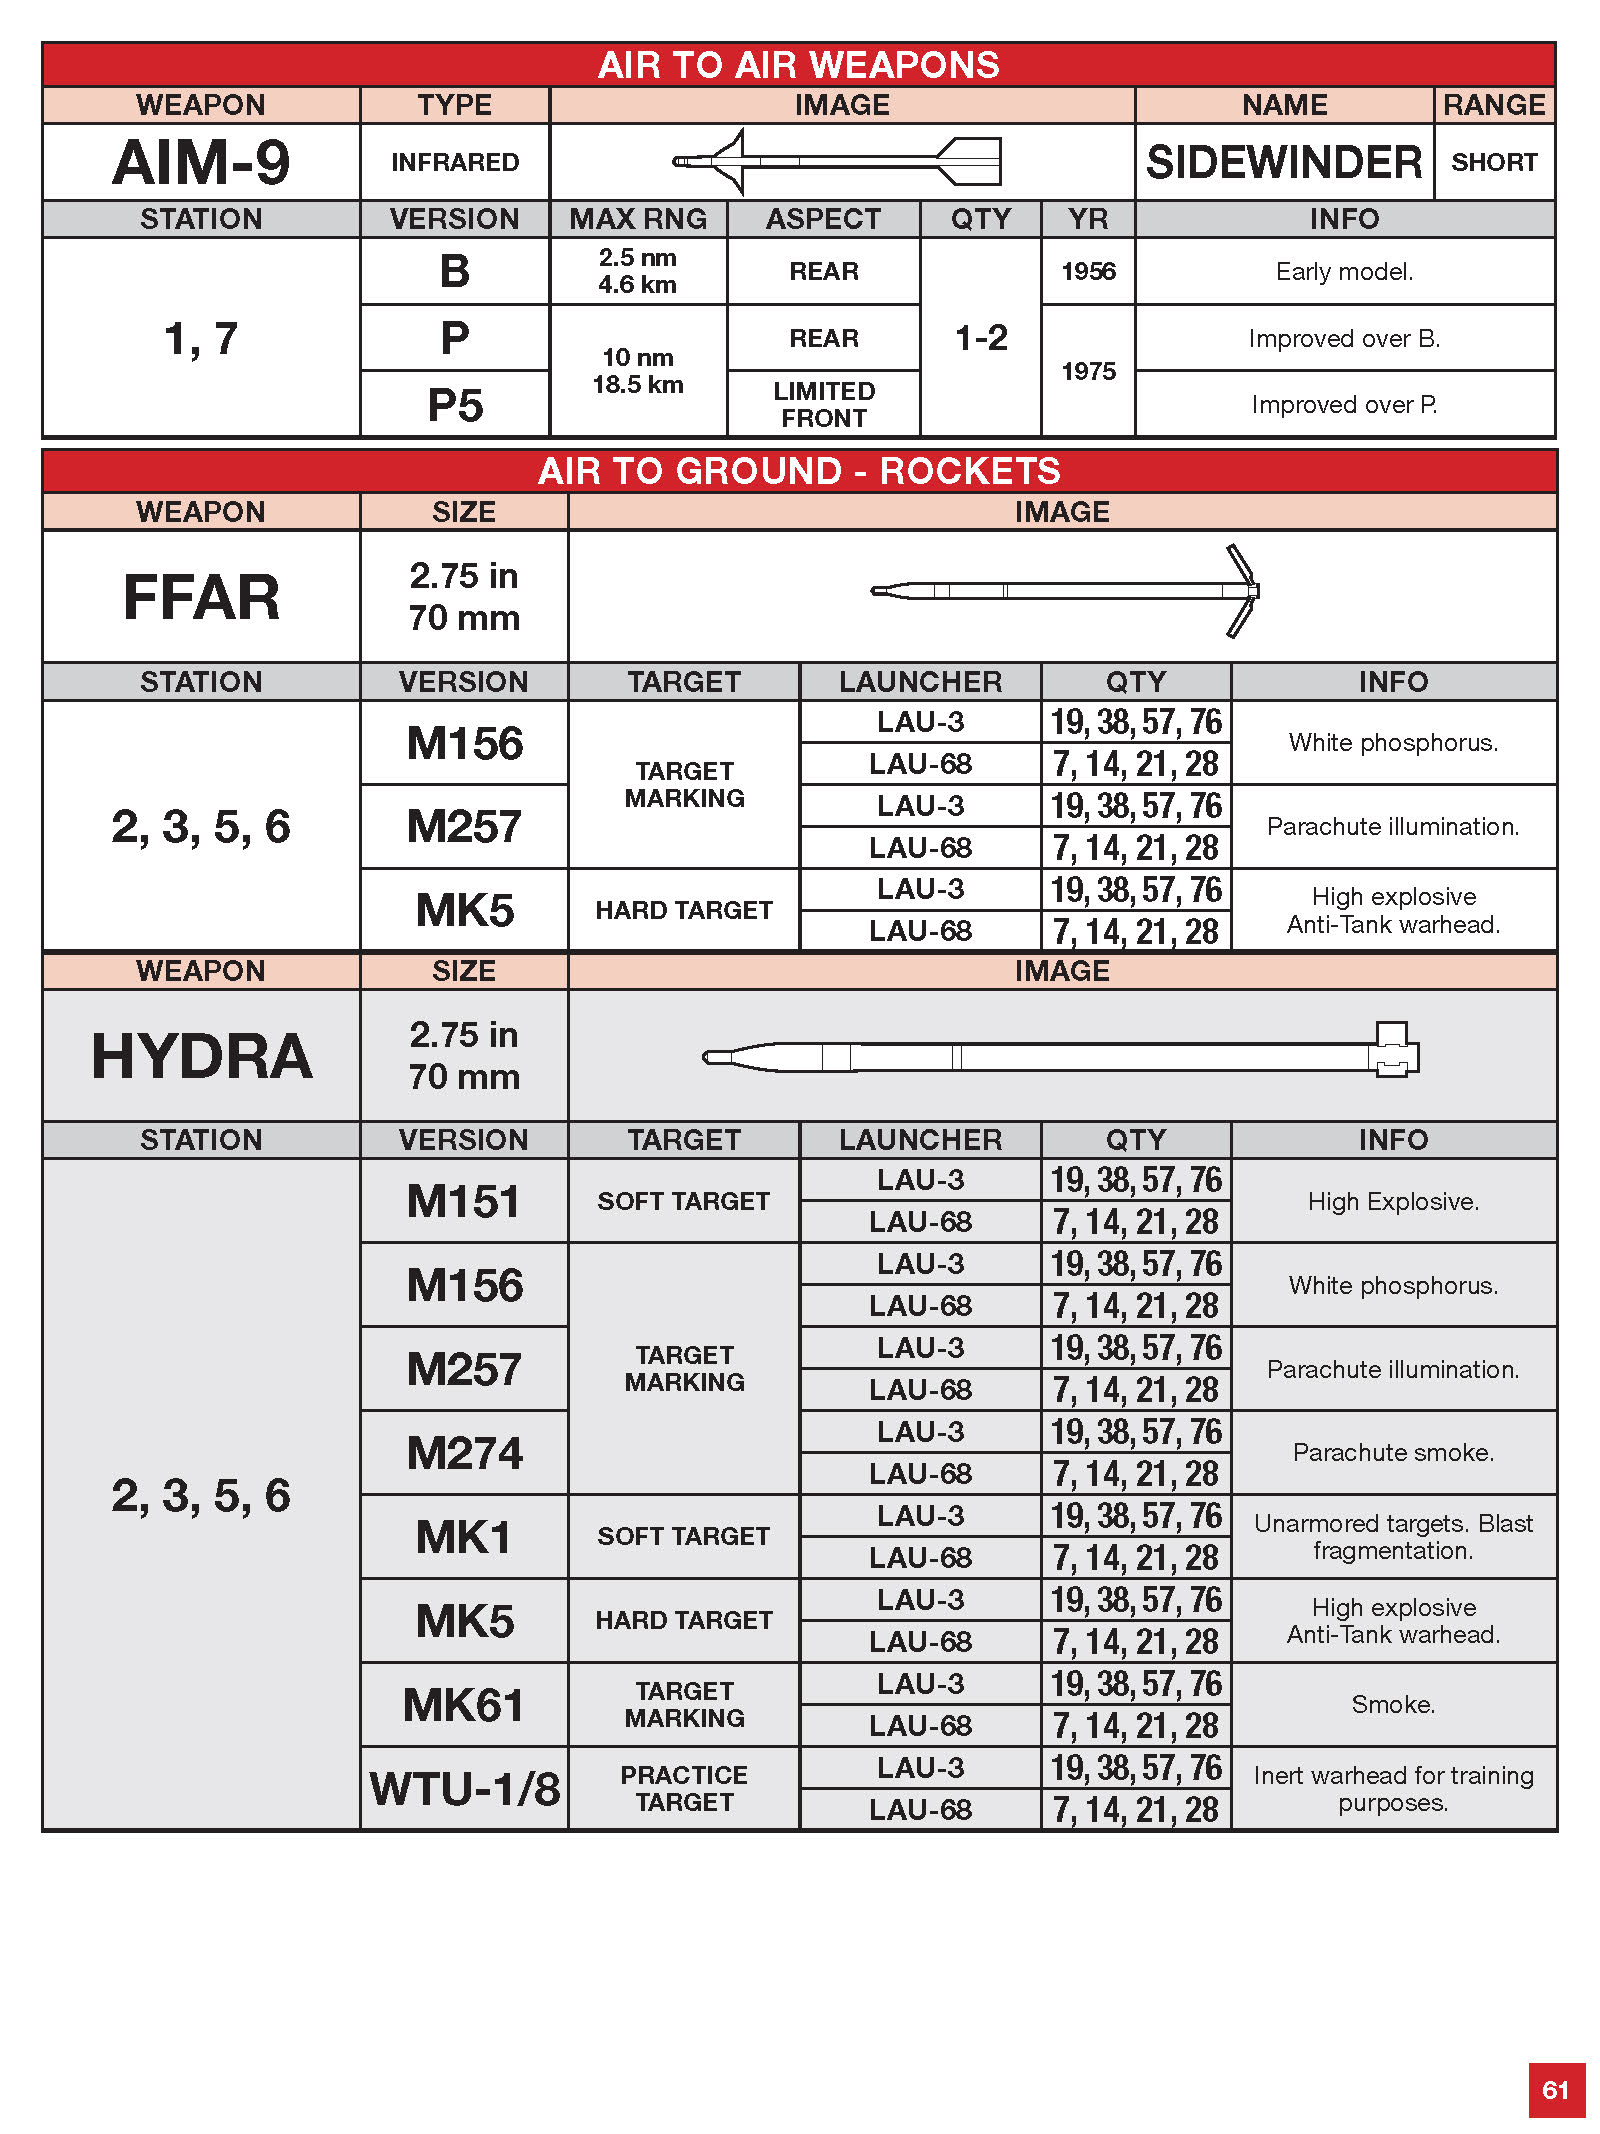 AIR TO AIR WEAPONS
WEAPON TYPE IMAGE NAME RANGE
AIM-9 INFRARED SIDEWINDER SHORT
STATION VERSION MAX RNG ASPECT QTY YR INFO
1, 7
B
2.5 nm
4.6 km
REAR
1-2
1956
Early model.
P
10 nm
18.5 km
REAR
1975
Improved over B.
P5
LIMITED
FRONT
Improved over P.
AIR TO GROUND - ROCKETS
WEAPON SIZE IMAGE
FFAR
2.75 in
70 mm
STATION VERSION TARGET LAUNCHER QTY INFO
2, 3, 5, 6
M156
TARGET
MARKING
LAU-3 19, 38, 57, 76
LAU-68 7, 14, 21, 28
White phosphorus.
M257
LAU-3 19, 38, 57, 76
LAU-68 7, 14, 21, 28
Parachute illumination.
MK5
HARD TARGET
LAU-3 19, 38, 57, 76
LAU-68 7, 14, 21, 28
High explosive
Anti-Tank warhead.
WEAPON SIZE IMAGE
HYDRA
2.75 in
70 mm
STATION VERSION TARGET LAUNCHER QTY INFO
2, 3, 5, 6
M151
SOFT TARGET
LAU-3 19, 38, 57, 76
LAU-68 7, 14, 21, 28
High Explosive.
M156
TARGET
MARKING
LAU-3 19, 38, 57, 76
LAU-68 7, 14, 21, 28
White phosphorus.
M257
LAU-3 19, 38, 57, 76
LAU-68 7, 14, 21, 28
Parachute illumination.
M274
LAU-3 19, 38, 57, 76
LAU-68 7, 14, 21, 28
Parachute smoke.
MK1
SOFT TARGET
LAU-3 19, 38, 57, 76
LAU-68 7, 14, 21, 28
Unarmored targets. Blast
fragmentation.
MK5
HARD TARGET
LAU-3 19, 38, 57, 76
LAU-68 7, 14, 21, 28
High explosive
Anti-Tank warhead.
MK61
TARGET
MARKING
LAU-3 19, 38, 57, 76
LAU-68 7, 14, 21, 28
Smoke.
WTU-1/8
PRACTICE
TARGET
LAU-3 19, 38, 57, 76
LAU-68 7, 14, 21, 28
Inert warhead for training
purposes.
61